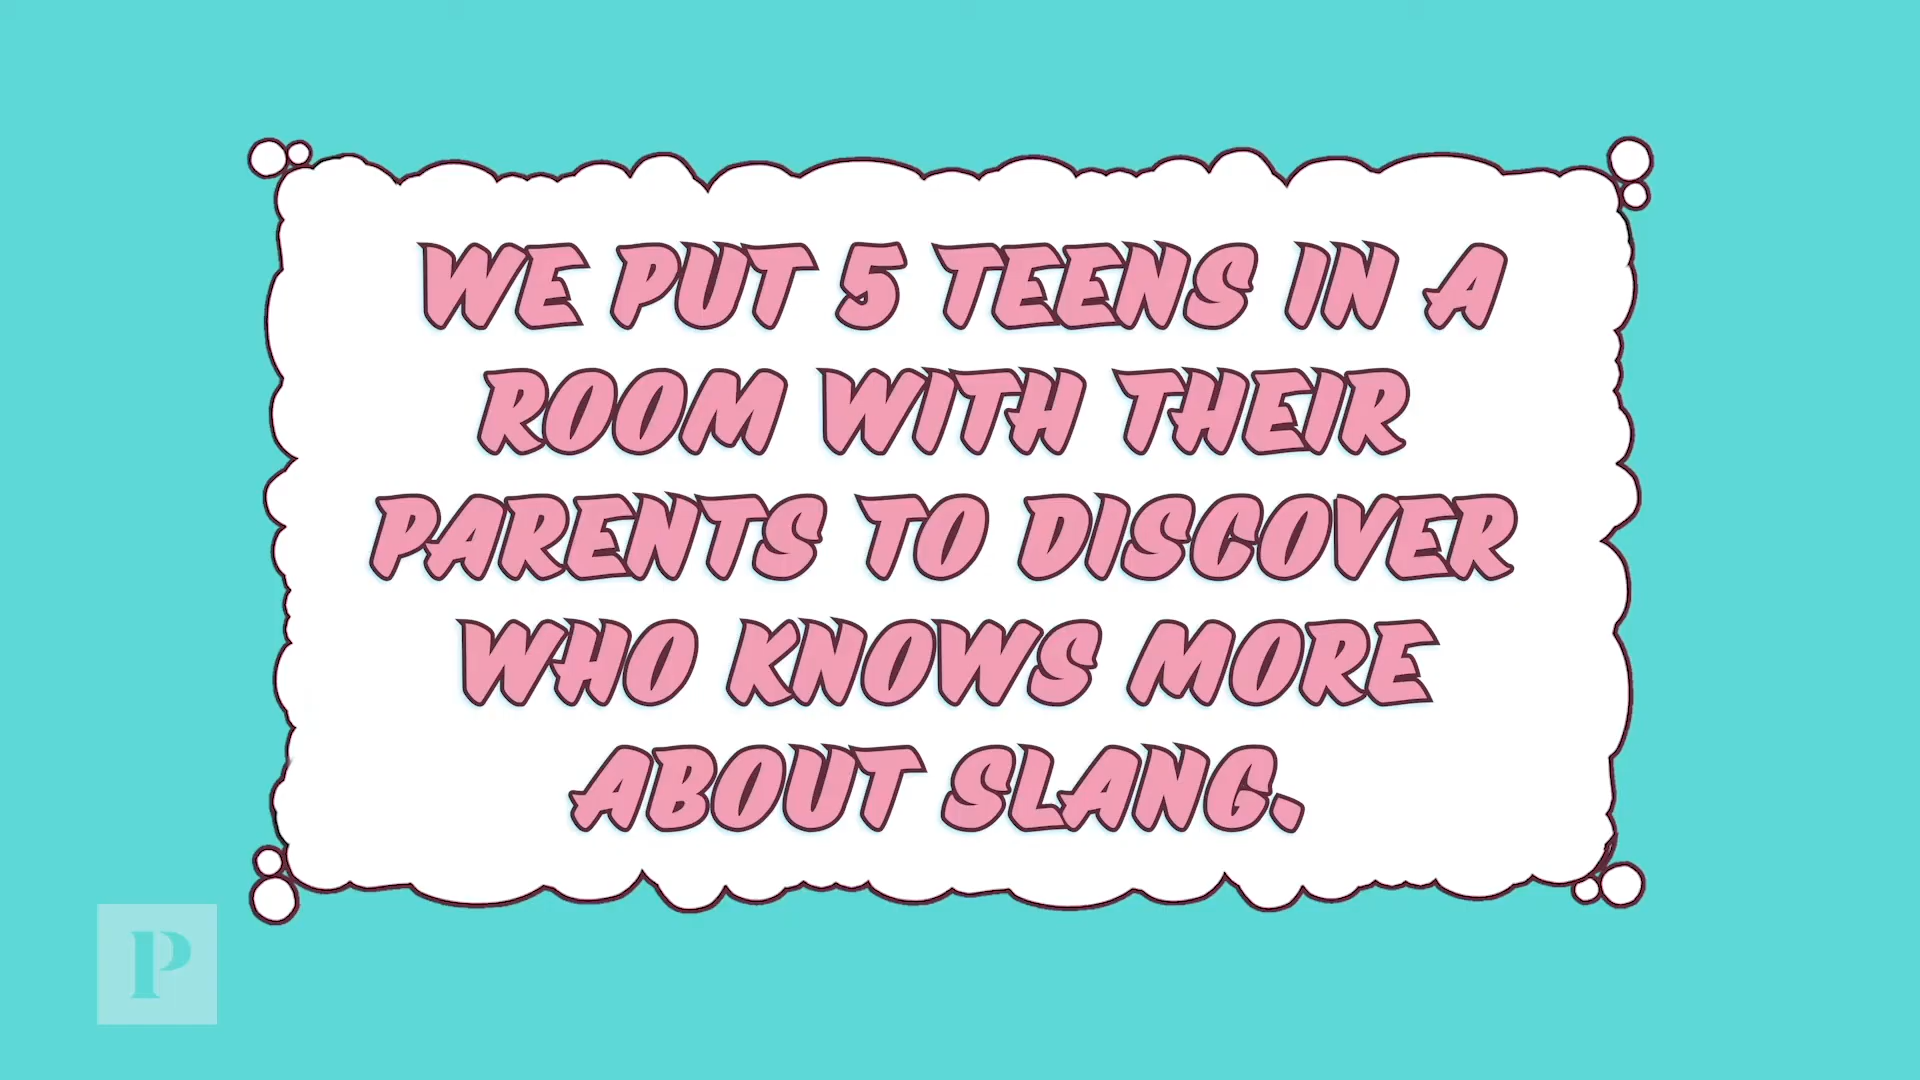 WE PUT 5 TEENS IN A
ROOM WITH THEIR
PARENTS TO DISCOVER
WHO KNOWS MORE
ABOUT SLANG.
P